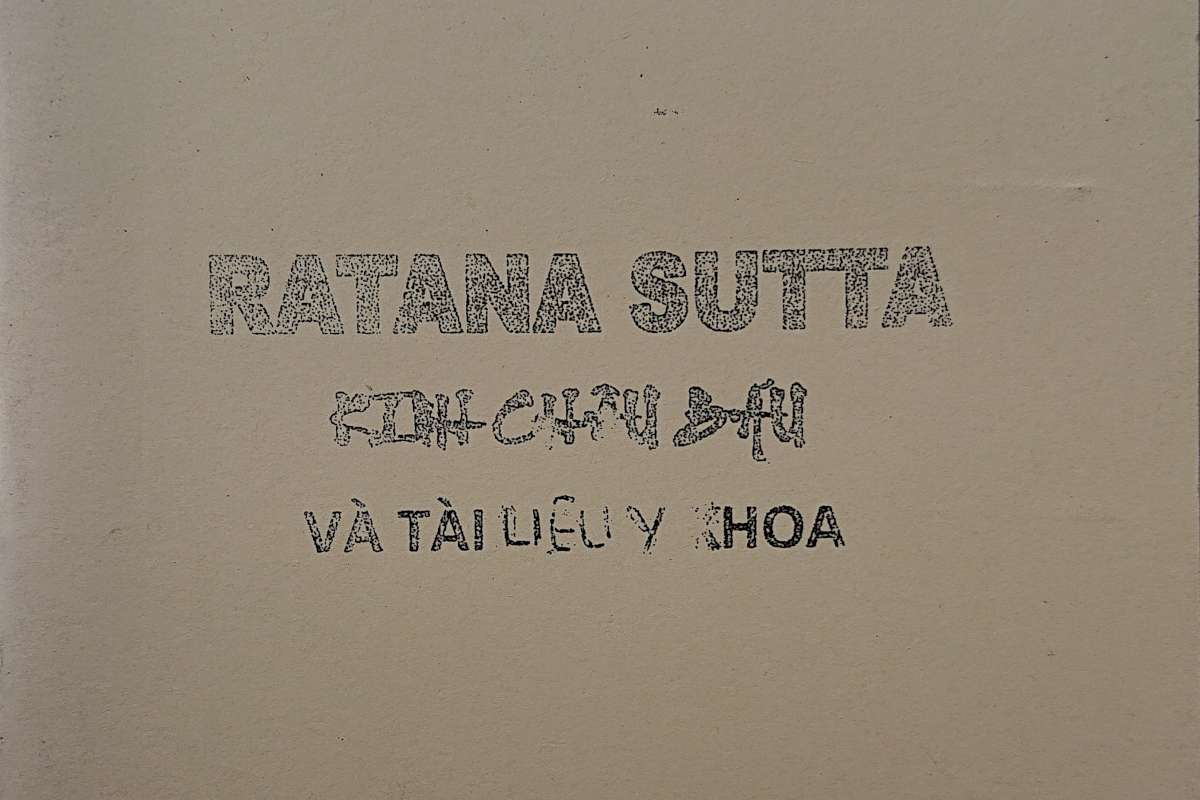 RATANA SUTTA
KINH CHÂU BÁU
VÀ TÀI LIỆU Y KHOA